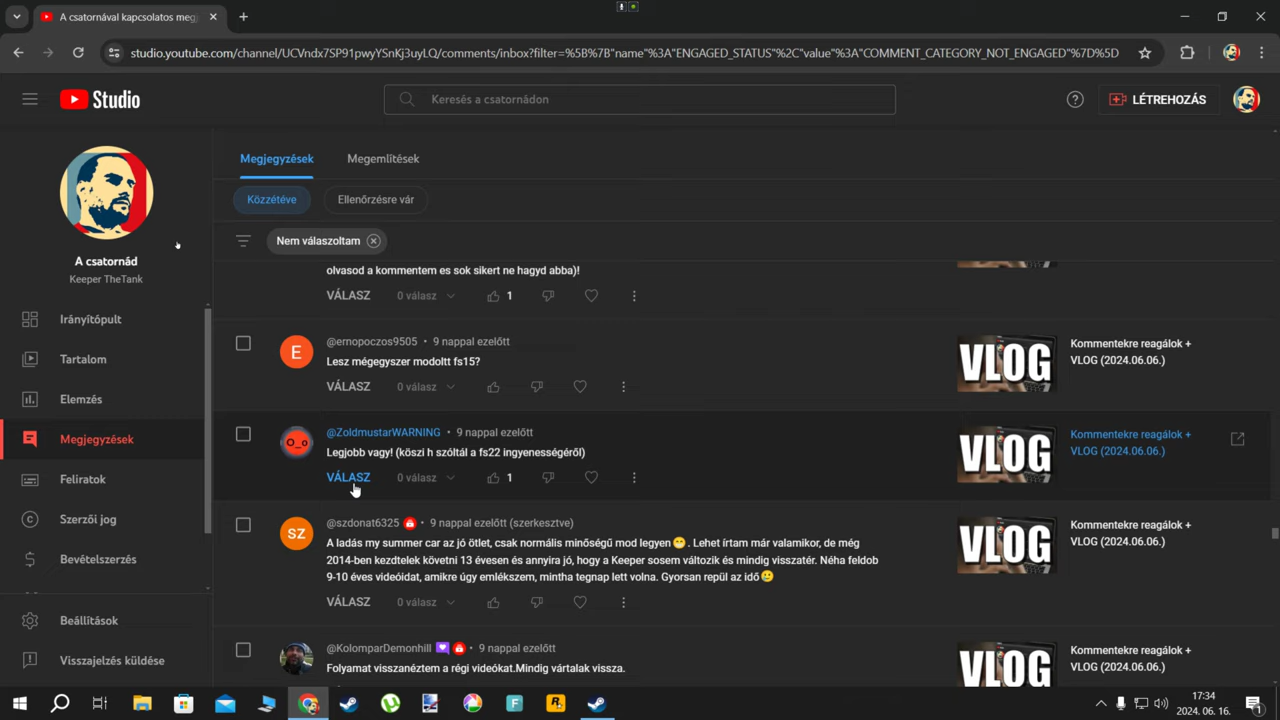 A csatornával kapcsolatos meg
studio.youtube.com/channel/UCVndx7SP91pwyYSnKj3uyLQ/comments/inbox?filter=%5B%7B"name"%3A"ENGAGED_STATUS"%2C"value"%3A"COMMENT_CATEGORY_NOT_ENGAGED"%7D%5D
Studio
Keresés a csatornádon
LÉTREHOZÁS
A csatornád
Keeper TheTank
Irányítópult
Tartalom
Elemzés
Megjegyzések
Feliratok
Szerzői jog
Bevételszerzés
Beállítások
Visszajelzés küldése
Megjegyzések
Megemlítések
Közzétéve
Ellenőrzésre vár
Nem válaszoltam
olvasod a kommentem es sok sikert ne hagyd abba)!
VÁLASZ 0 válasz 1
@ernopoczos9505 • 9 nappal ezelőtt
Lesz mégegyszer modoltt fs15?
VÁLASZ 0 válasz
VLOG
Kommentekre reagálok +
VLOG (2024.06.06.)
@ZoldmustarWARNING • 9 nappal ezelőtt
Legjobb vagy! (köszi h szóltál a fs22 ingyenességéről)
VÁLASZ 0 válasz 1
VLOG
Kommentekre reagálok +
VLOG (2024.06.06.)
SZ
@szdonat6325 • 9 nappal ezelőtt (szerkesztve)
A ladás my summer car az jó ötlet, csak normális minőségű mod legyen😁. Lehet írtam már valamikor, de még
2014-ben kezdtelek követni 13 évesen és annyira jó, hogy a Keeper sosem változik és mindig visszatér. Néha feldob
9-10 éves videóidat, amikre úgy emlékszem, mintha tegnap lett volna. Gyorsan repül az idő🥲
VÁLASZ 0 válasz
VLOG
Kommentekre reagálok +
VLOG (2024.06.06.)
@KolomparDemonhill • 9 nappal ezelőtt
Folyamat visszanéztem a régi videókat.Mindig vártalak vissza.
VLOG
Kommentekre reagálok +
VLOG (2024.06.06.)
E
17:34
2024. 06. 16.